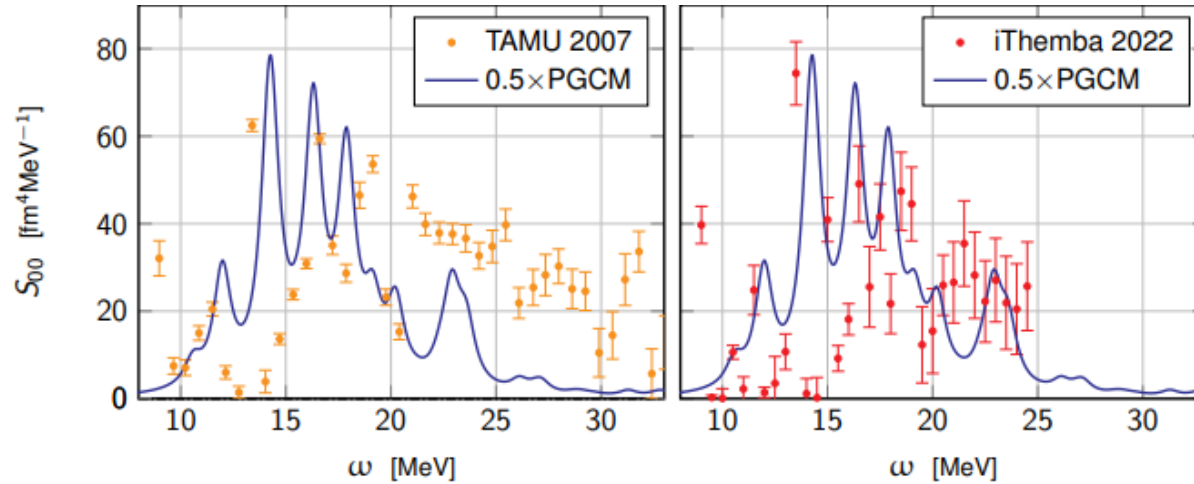 TAMU 2007
0.5×PGCM
iThemba 2022
0.5×PGCM
80
60
40
20
0
S₀₀ [fm⁴MeV⁻¹]
10 15 20 25 30
10 15 20 25 30
ω [MeV]
ω [MeV]